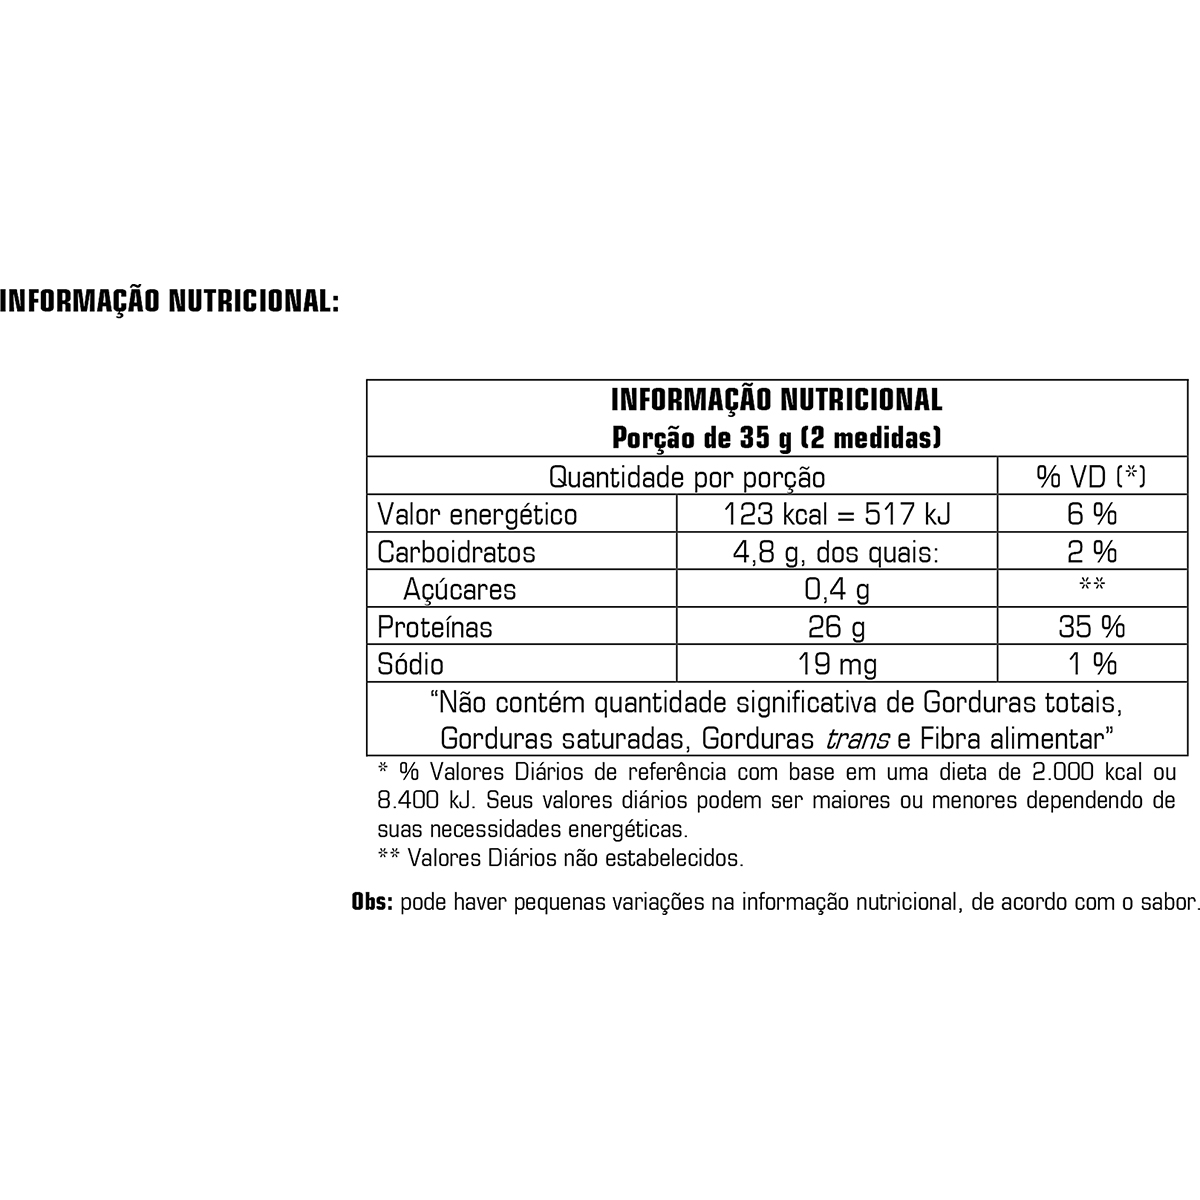 INFORMAÇÃO NUTRICIONAL:
INFORMAÇÃO NUTRICIONAL
Porção de 35 g (2 medidas)
Quantidade por porção % VD (*)
Valor energético 123 kcal = 517 kJ 6 %
Carboidratos 4,8 g, dos quais: 2 %
Açúcares 0,4 g **
Proteínas 26 g 35 %
Sódio 19 mg 1 %
“Não contém quantidade significativa de Gorduras totais,
Gorduras saturadas, Gorduras trans e Fibra alimentar”
* % Valores Diários de referência com base em uma dieta de 2.000 kcal ou
8.400 kJ. Seus valores diários podem ser maiores ou menores dependendo de
suas necessidades energéticas.
** Valores Diários não estabelecidos.
Obs: pode haver pequenas variações na informação nutricional, de acordo com o sabor.